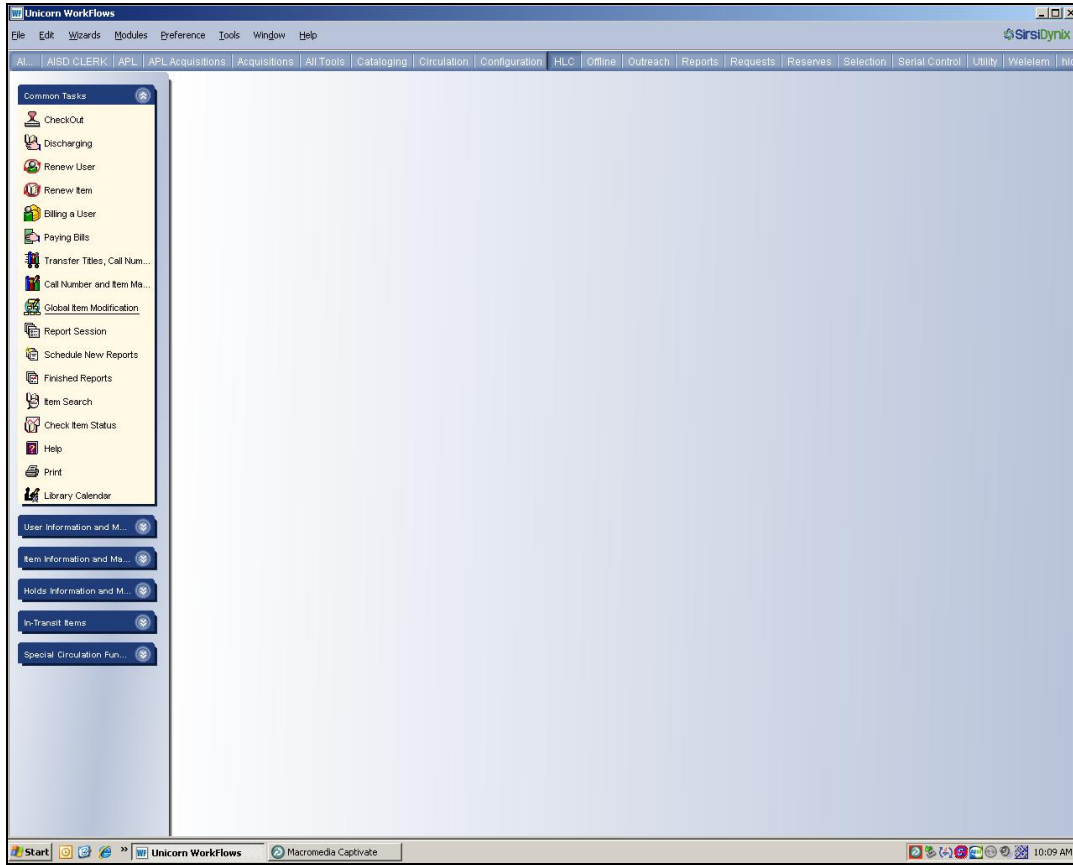 WF Unicorn WorkFlows
File Edit Wizards Modules Preference Tools Window Help SirsiDynix
Al... AISD CLERK APL APL Acquisitions Acquisitions All Tools Cataloging Circulation Configuration HLC Offline Outreach Reports Requests Reserves Selection Serial Control Utility Welelem hlc
Common Tasks
CheckOut
Discharging
Renew User
Renew Item
Billing a User
Paying Bills
Transfer Titles, Call Num...
Call Number and Item Ma...
Global Item Modification
Report Session
Schedule New Reports
Finished Reports
Item Search
Check Item Status
Help
Print
Library Calendar
User Information and M...
Item Information and Ma...
Holds Information and M...
In-Transit Items
Special Circulation Fun...
Start » WF Unicorn WorkFlows Macromedia Captivate 10:09 AM